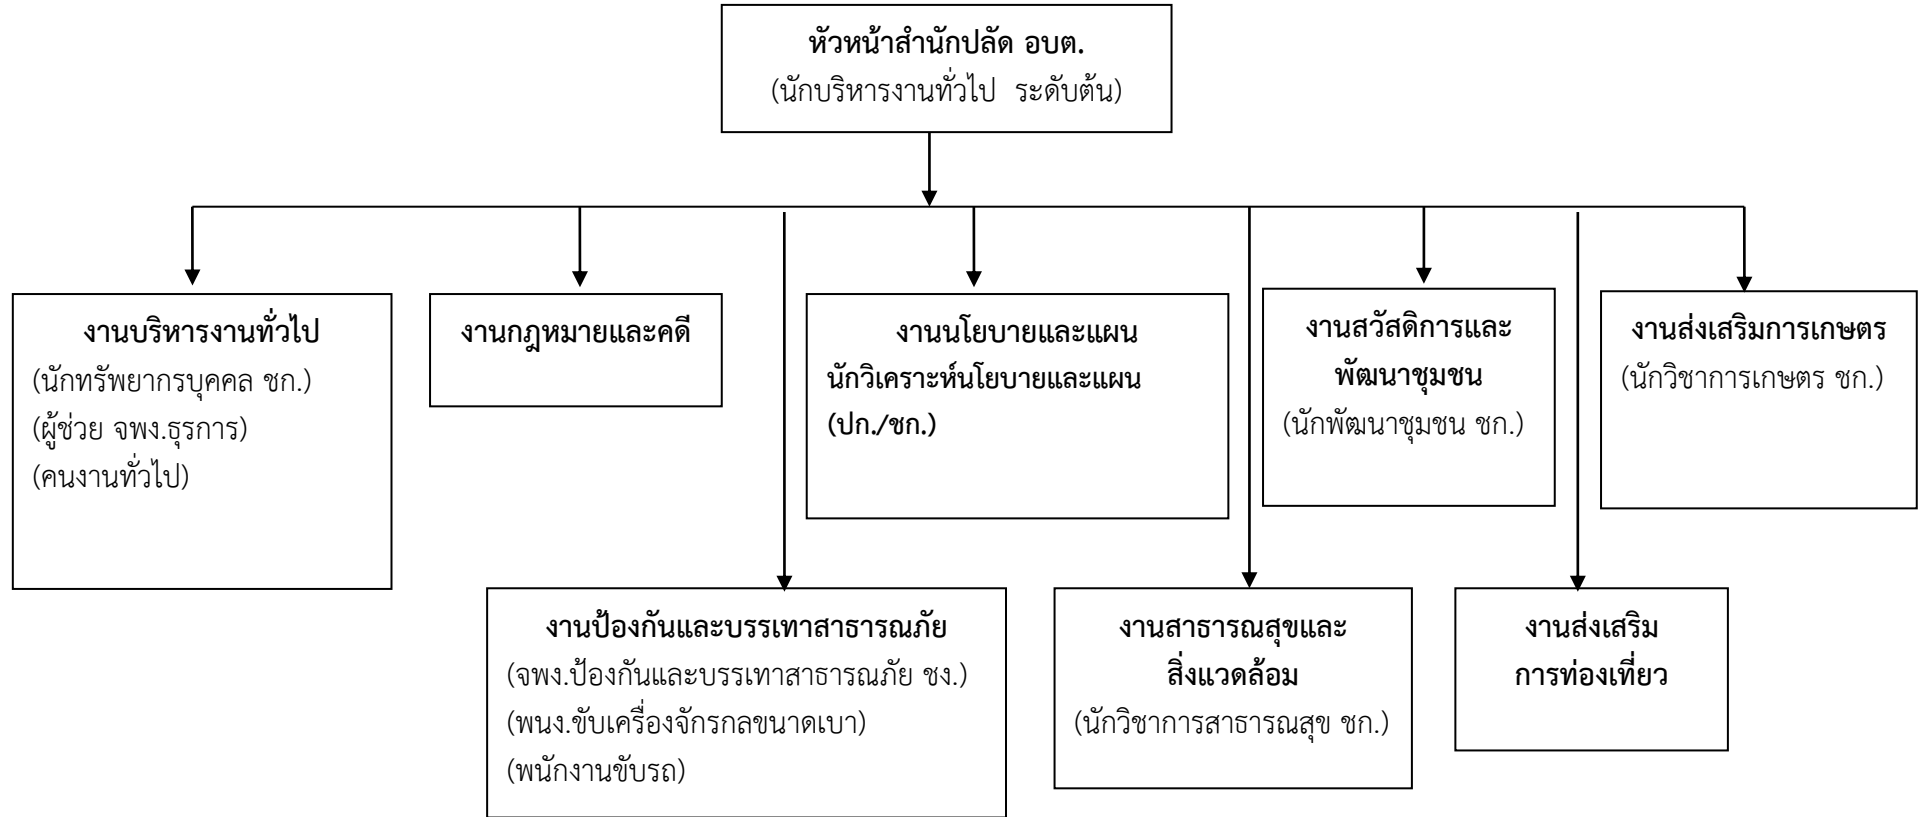 หัวหน้าสำนักปลัด อบต.
(นักบริหารงานทั่วไป ระดับต้น)
งานบริหารงานทั่วไป
(นักทรัพยากรบุคคล ชก.)
(ผู้ช่วย จพง.ธุรการ)
(คนงานทั่วไป)
งานกฎหมายและคดี
งานนโยบายและแผน
นักวิเคราะห์นโยบายและแผน
(ปก./ชก.)
งานสวัสดิการและ
พัฒนาชุมชน
(นักพัฒนาชุมชน ชก.)
งานส่งเสริมการเกษตร
(นักวิชาการเกษตร ชก.)
งานป้องกันและบรรเทาสาธารณภัย
(จพง.ป้องกันและบรรเทาสาธารณภัย ชง.)
(พนง.ขับเครื่องจักรกลขนาดเบา)
(พนักงานขับรถ)
งานสาธารณสุขและ
สิ่งแวดล้อม
(นักวิชาการสาธารณสุข ชก.)
งานส่งเสริม
การท่องเที่ยว